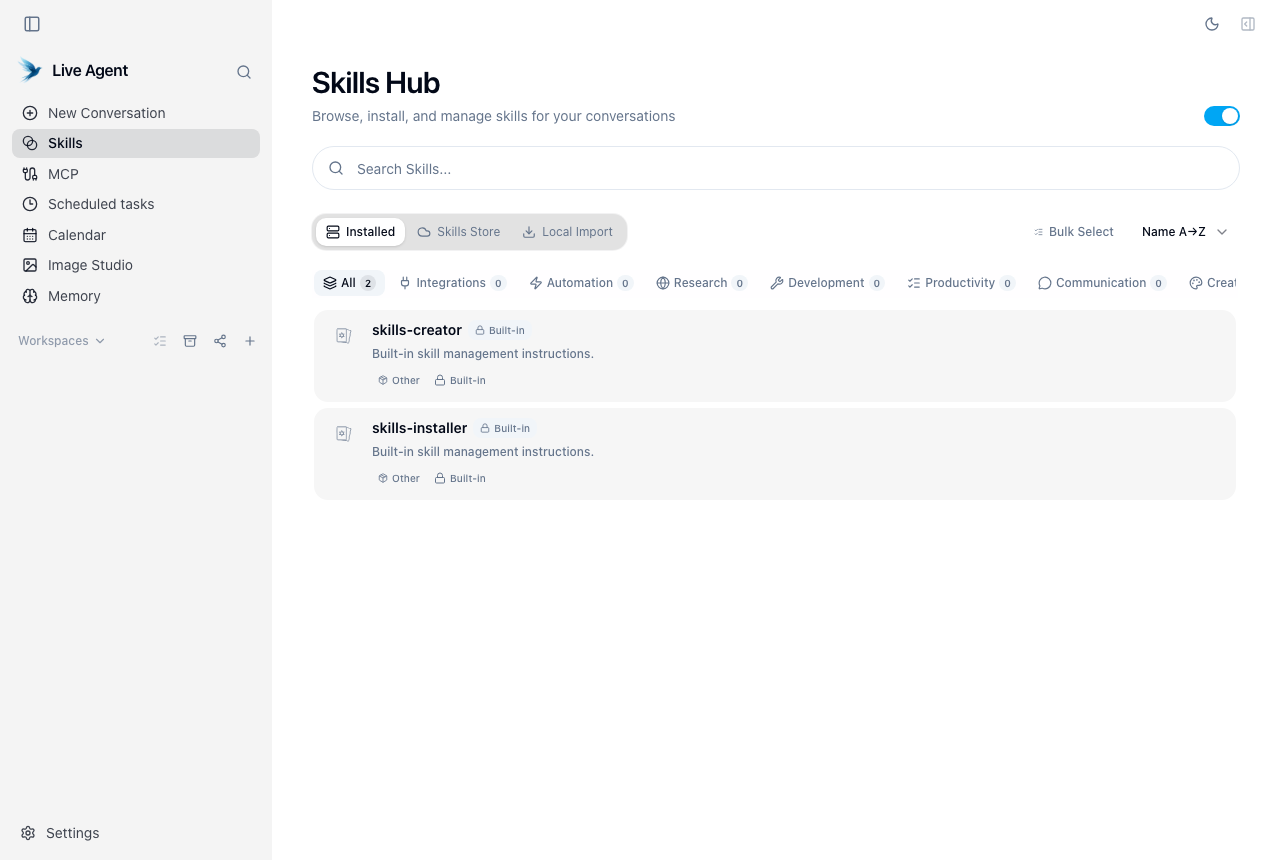 Live Agent
New Conversation
Skills
MCP
Scheduled tasks
Calendar
Image Studio
Memory
Workspaces
Settings
Skills Hub
Browse, install, and manage skills for your conversations
Search Skills...
Installed Skills Store Local Import Bulk Select Name A→Z
All 2 Integrations 0 Automation 0 Research 0 Development 0 Productivity 0 Communication 0 Creat
skills-creator Built-in
Built-in skill management instructions.
Other Built-in
skills-installer Built-in
Built-in skill management instructions.
Other Built-in